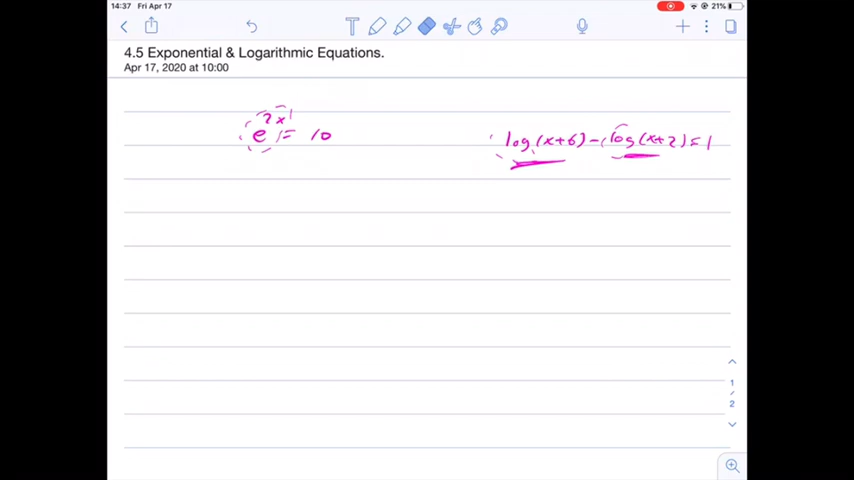 14:37 Fri Apr 17
21%
4.5 Exponential & Logarithmic Equations.
Apr 17, 2020 at 10:00
e^2x = 10
log(x+6) - log(x+2) = 1
1
/
2